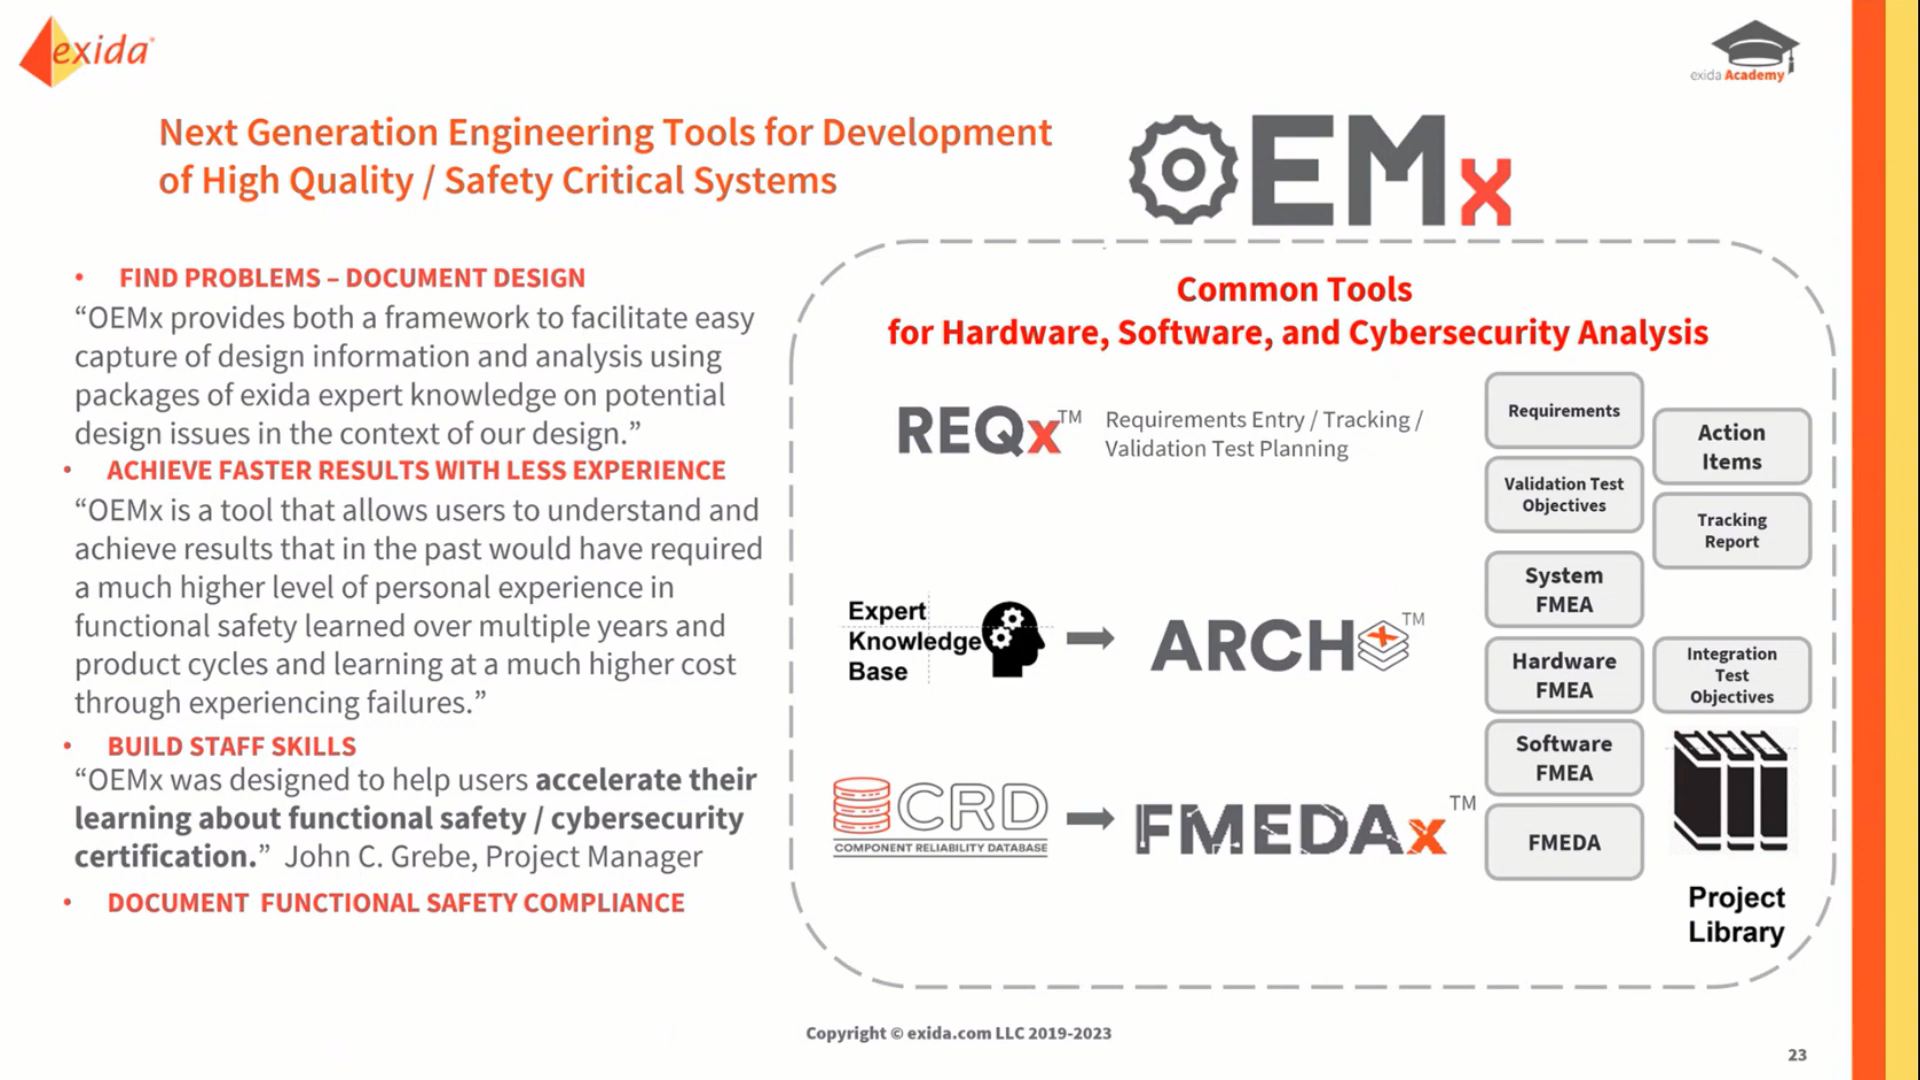 exida
exida Academy
Next Generation Engineering Tools for Development
of High Quality / Safety Critical Systems
OEMx
• FIND PROBLEMS – DOCUMENT DESIGN
“OEMx provides both a framework to facilitate easy
capture of design information and analysis using
packages of exida expert knowledge on potential
design issues in the context of our design.”
• ACHIEVE FASTER RESULTS WITH LESS EXPERIENCE
“OEMx is a tool that allows users to understand and
achieve results that in the past would have required
a much higher level of personal experience in
functional safety learned over multiple years and
product cycles and learning at a much higher cost
through experiencing failures.”
• BUILD STAFF SKILLS
“OEMx was designed to help users accelerate their
learning about functional safety / cybersecurity
certification.” John C. Grebe, Project Manager
• DOCUMENT FUNCTIONAL SAFETY COMPLIANCE
Common Tools
for Hardware, Software, and Cybersecurity Analysis
REQx™
Requirements Entry / Tracking /
Validation Test Planning
Expert
Knowledge
Base
ARCHx™
CRD
COMPONENT RELIABILITY DATABASE
FMEDAx™
Requirements
Validation Test
Objectives
System
FMEA
Hardware
FMEA
Software
FMEA
FMEDA
Action
Items
Tracking
Report
Integration
Test
Objectives
Project
Library
Copyright © exida.com LLC 2019-2023
23